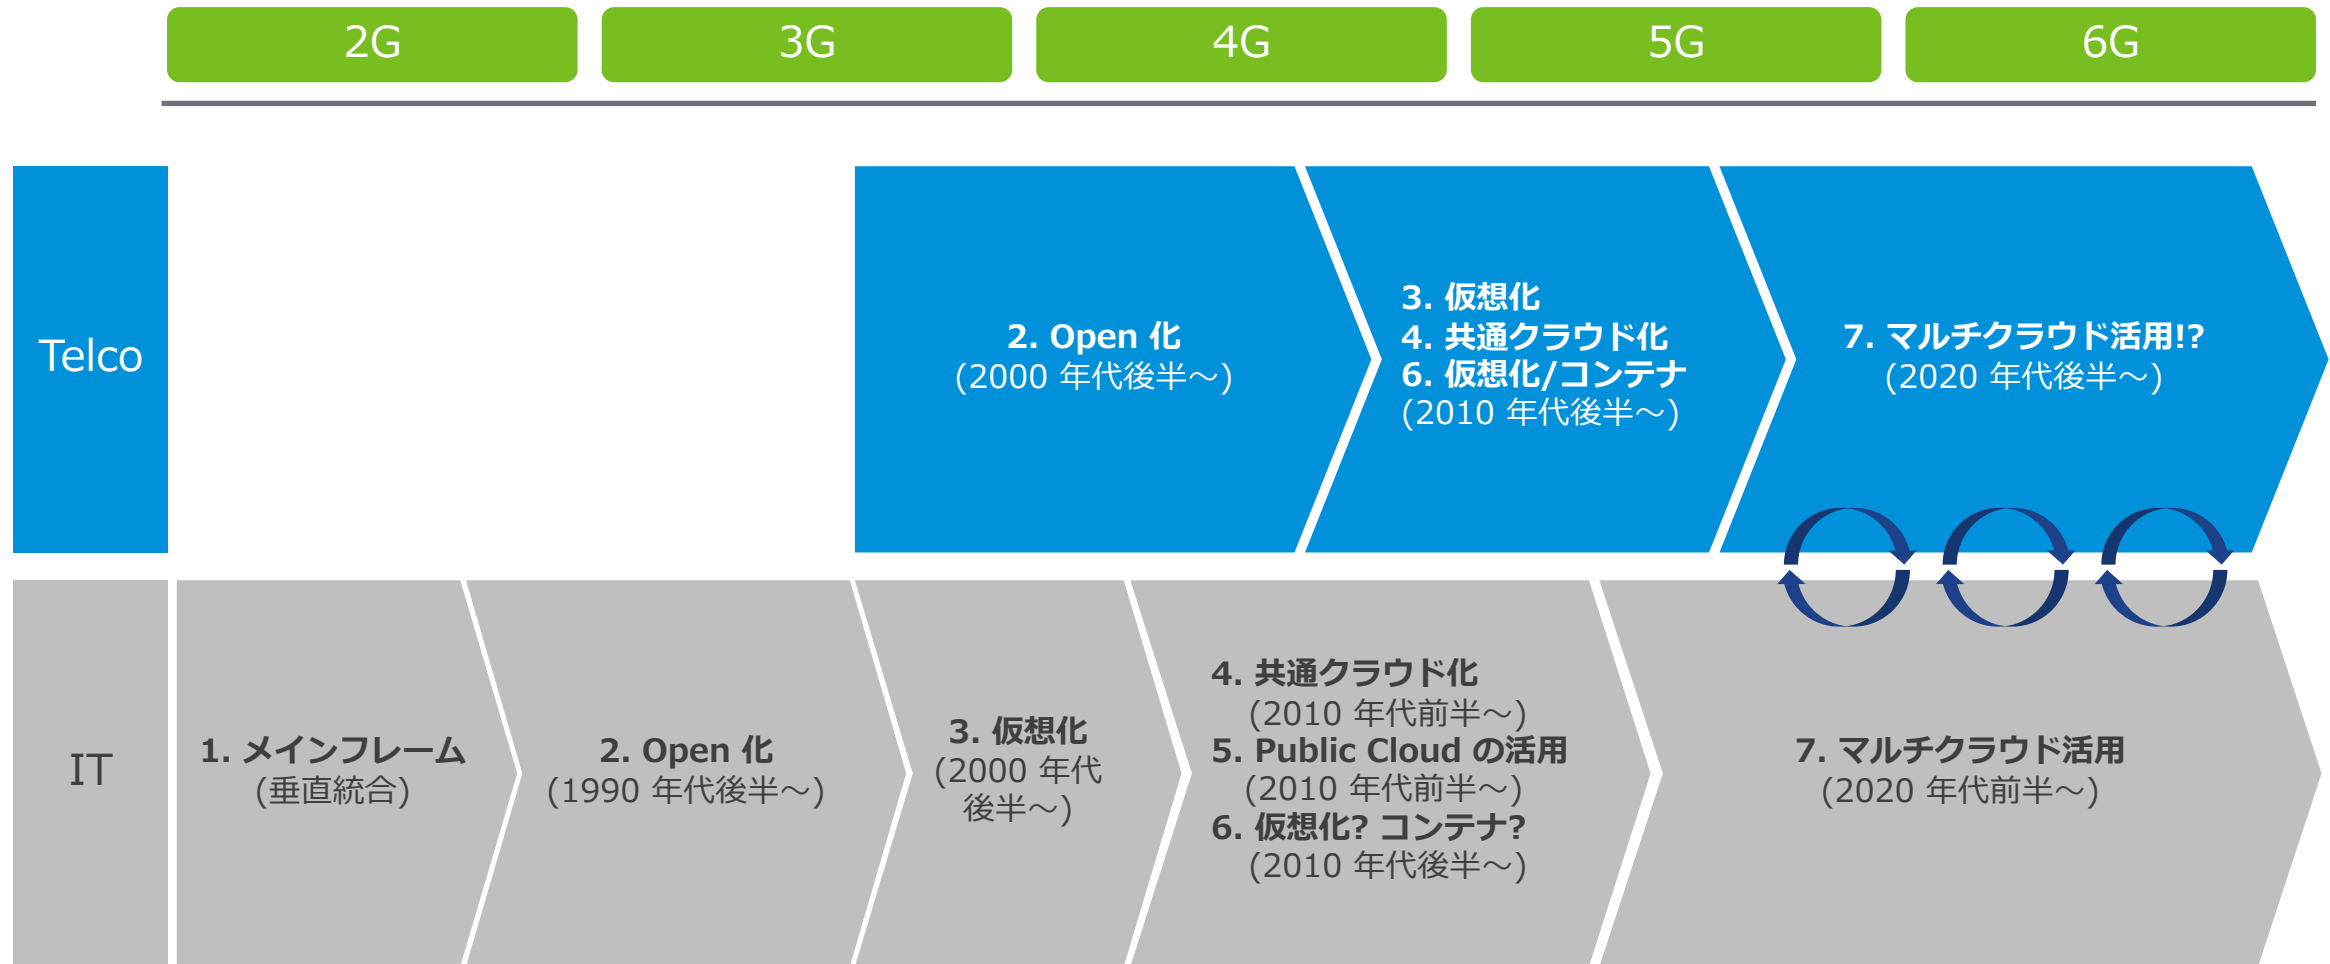 2G
3G
4G
5G
6G
Telco
2. Open 化
(2000 年代後半～)
3. 仮想化
4. 共通クラウド化
6. 仮想化/コンテナ
(2010 年代後半～)
7. マルチクラウド活用!?
(2020 年代後半～)
IT
1. メインフレーム
(垂直統合)
2. Open 化
(1990 年代後半～)
3. 仮想化
(2000 年代
後半～)
4. 共通クラウド化
(2010 年代前半～)
5. Public Cloud の活用
(2010 年代前半～)
6. 仮想化? コンテナ?
(2010 年代後半～)
7. マルチクラウド活用
(2020 年代前半～)